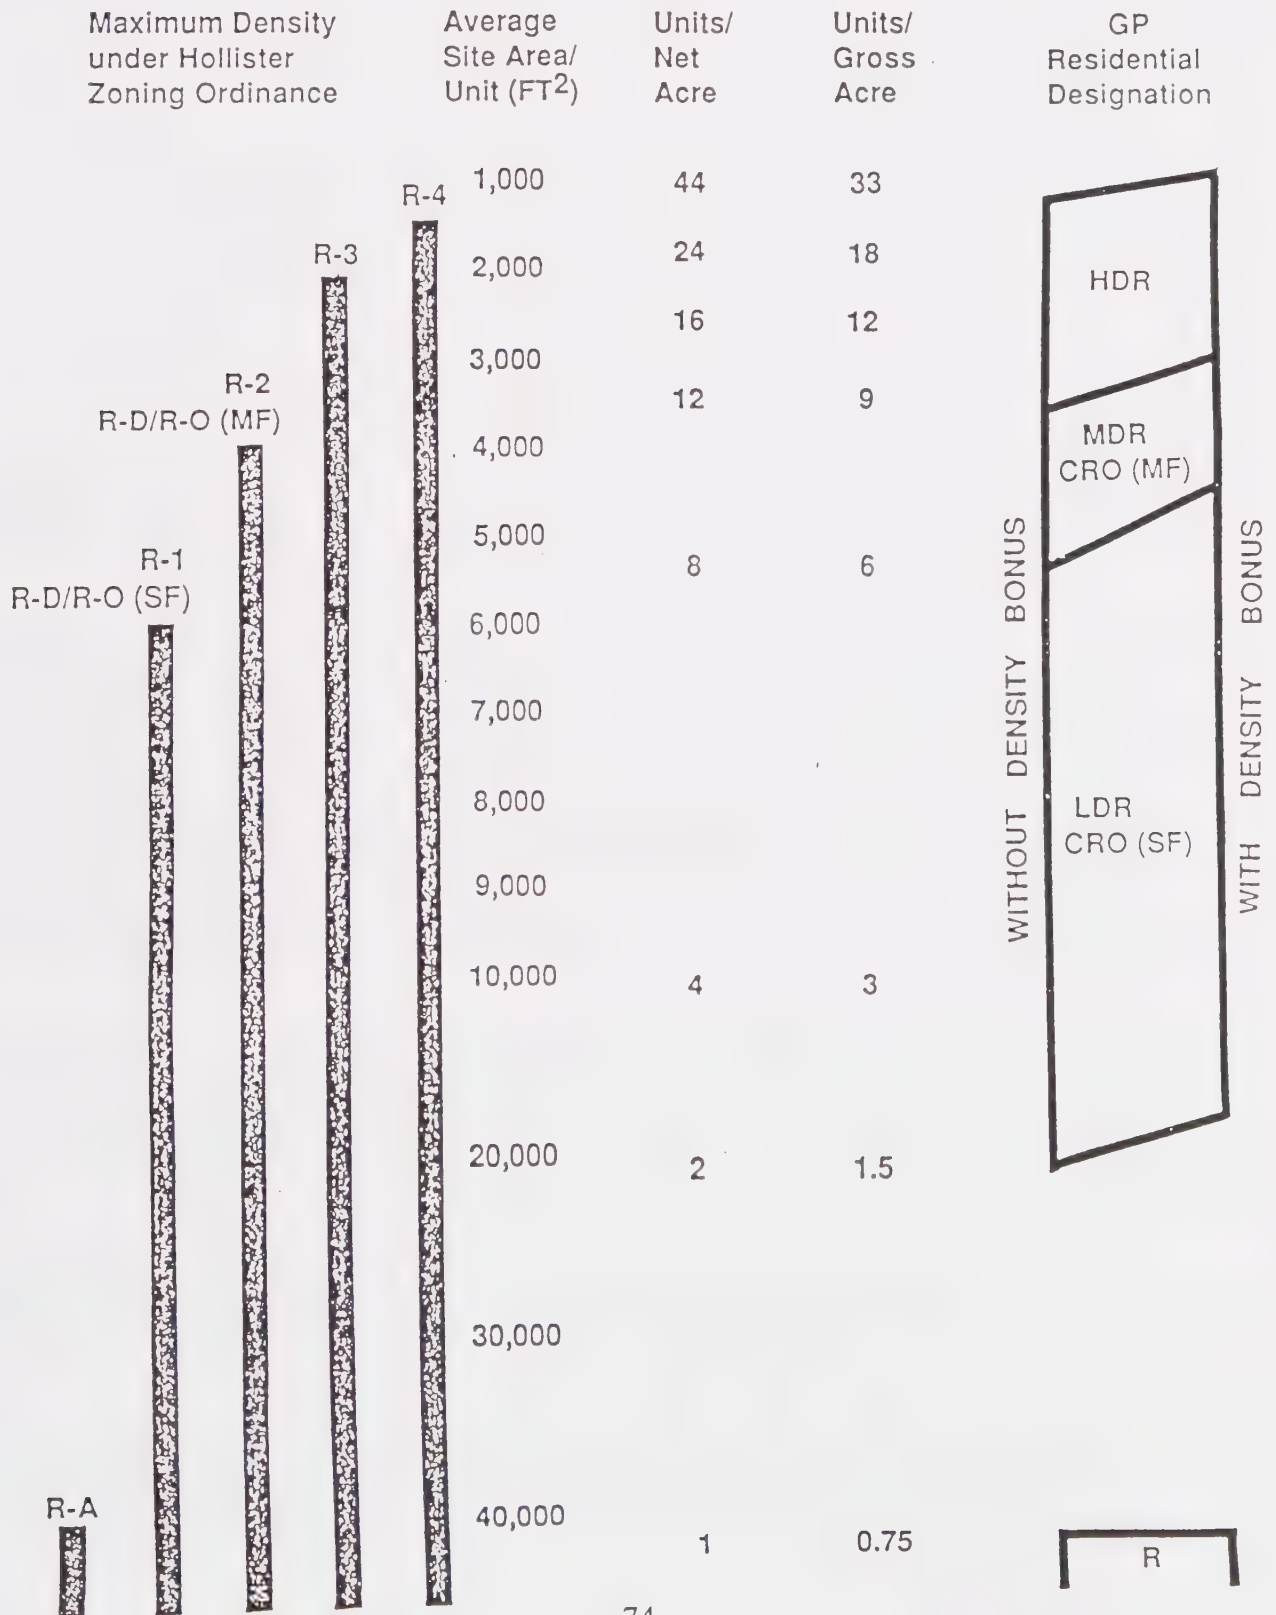 Maximum Density
under Hollister
Zoning Ordinance
Average
Site Area/
Unit (FT2)
Units/
Net
Acre
Units/
Gross
Acre
GP
Residential
Designation
R-4 1,000 44 33
R-3 2,000 24 18
HDR
16 12
3,000
R-2
R-D/R-O (MF)
12 9
4,000
MDR
CRO (MF)
5,000
R-1
R-D/R-O (SF)
8 6
6,000
7,000
8,000
LDR
CRO (SF)
WITHOUT DENSITY BONUS
WITH DENSITY BONUS
9,000
10,000 4 3
20,000 2 1.5
30,000
R-A 40,000
1 0.75
R
74